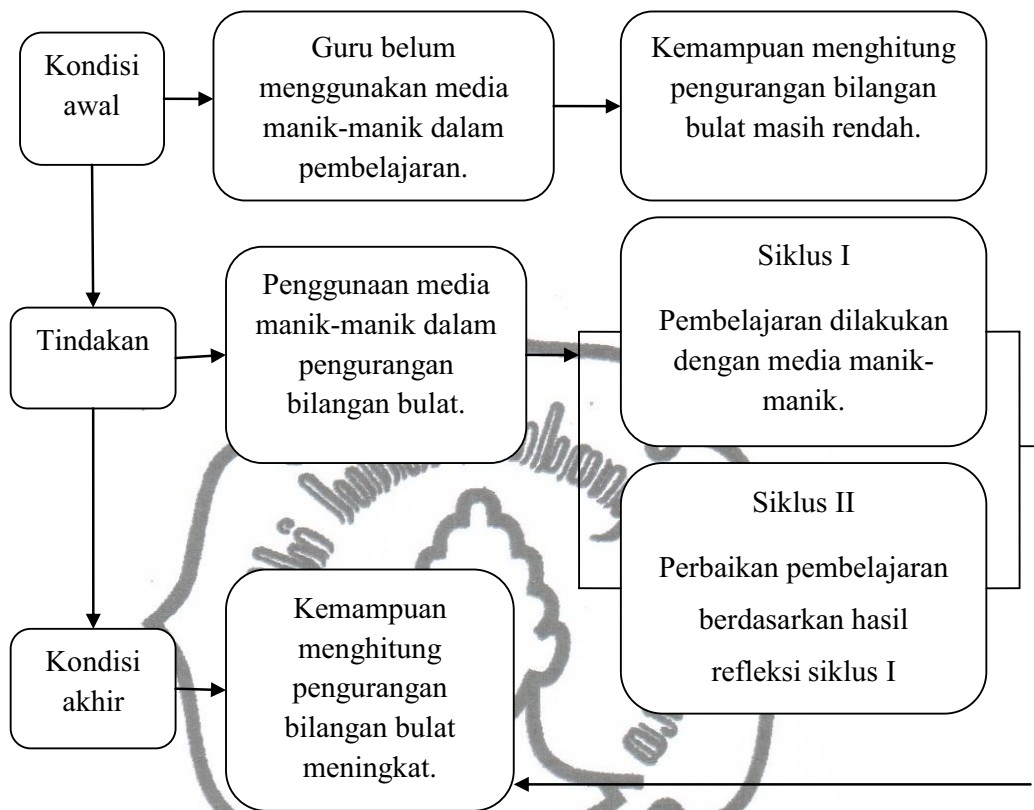 Kondisi
awal
Guru belum
menggunakan media
manik-manik dalam
pembelajaran.
Kemampuan menghitung
pengurangan bilangan
bulat masih rendah.
Tindakan
Penggunaan media
manik-manik dalam
pengurangan
bilangan bulat.
Siklus I
Pembelajaran dilakukan
dengan media manik-
manik.
Siklus II
Perbaikan pembelajaran
berdasarkan hasil
refleksi siklus I
Kondisi
akhir
Kemampuan
menghitung
pengurangan
bilangan bulat
meningkat.